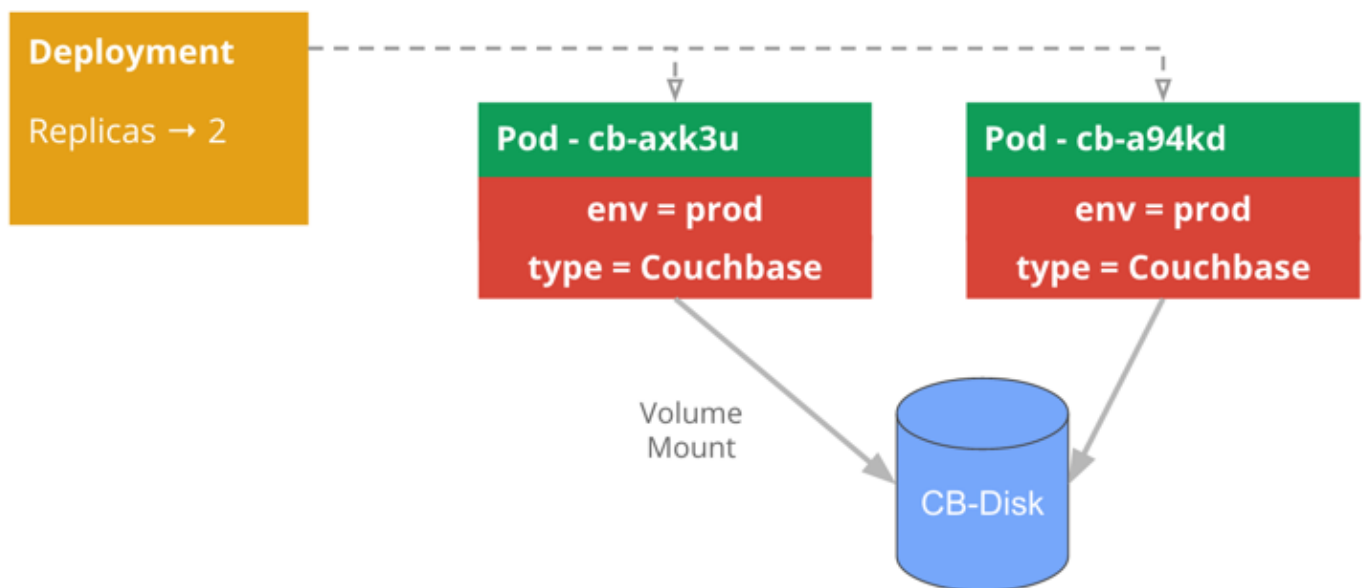 Deployment
Replicas → 2
Pod - cb-axk3u
env = prod
type = Couchbase
Pod - cb-a94kd
env = prod
type = Couchbase
Volume
Mount
CB-Disk